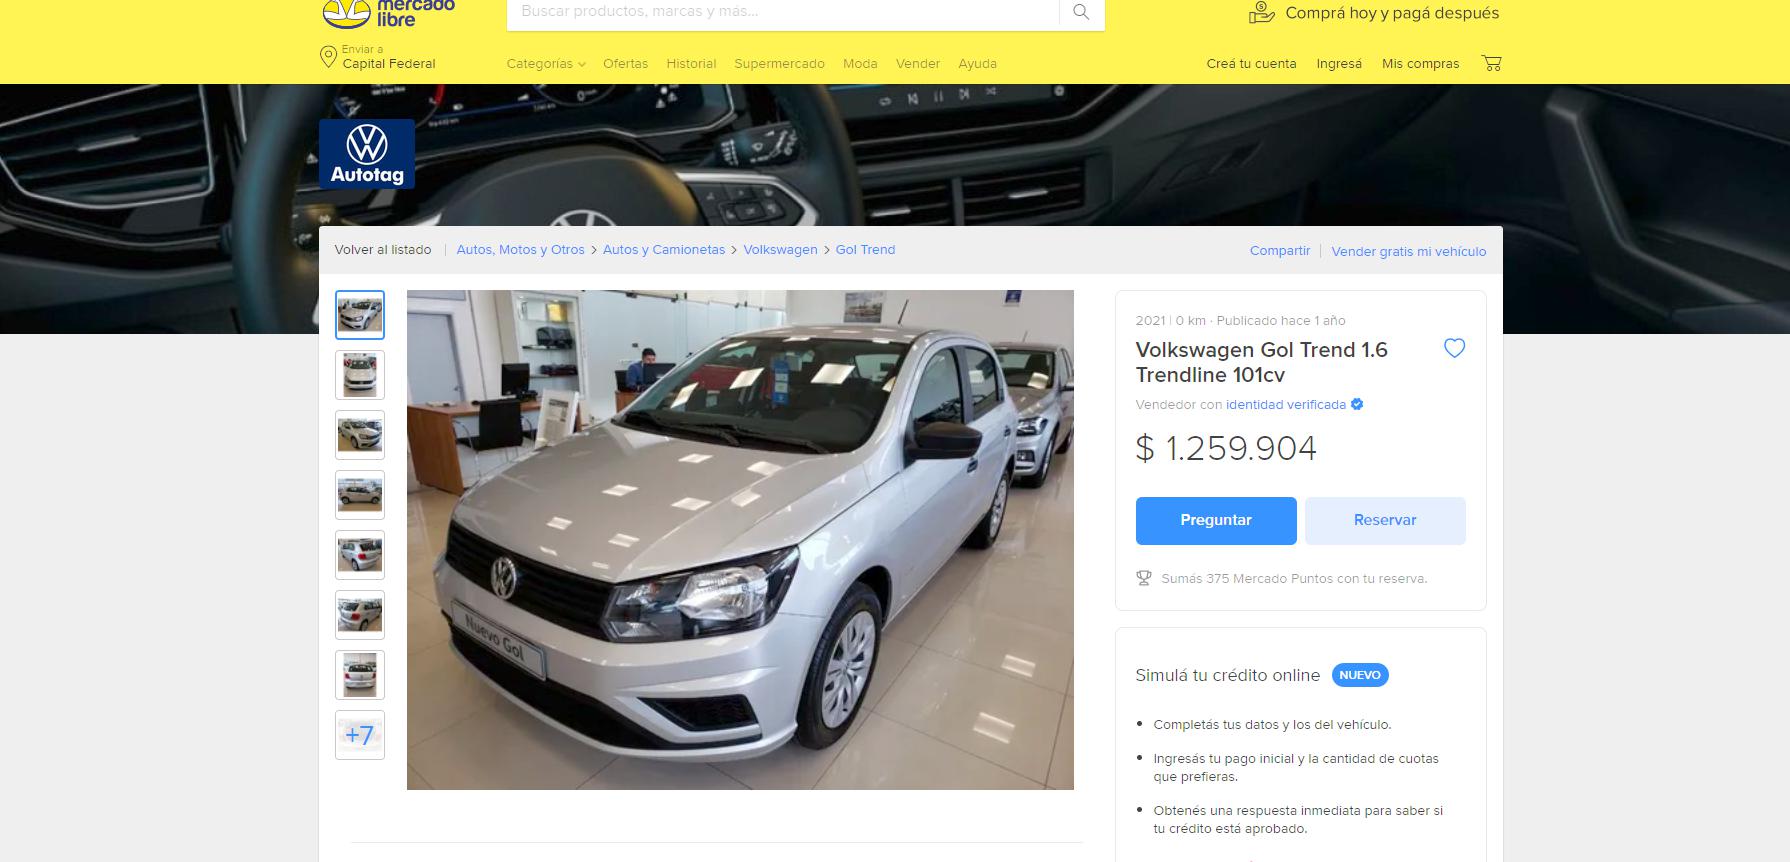 mercado
libre
Buscar productos, marcas y más...
Comprá hoy y pagá después
Enviar a
Capital Federal
Categorías
Ofertas
Historial
Supermercado
Moda
Vender
Ayuda
Creá tu cuenta
Ingresá
Mis compras
Autotag
Volver al listado
Autos, Motos y Otros
Autos y Camionetas
Volkswagen
Gol Trend
Compartir
Vender gratis mi vehículo
Nuevo Gol
+7
2021 | 0 km · Publicado hace 1 año
Volkswagen Gol Trend 1.6
Trendline 101cv
Vendedor con identidad verificada
$ 1.259.904
Preguntar
Reservar
Sumás 375 Mercado Puntos con tu reserva.
Simulá tu crédito online NUEVO
Completás tus datos y los del vehículo.
Ingresás tu pago inicial y la cantidad de cuotas
que prefieras.
Obtenés una respuesta inmediata para saber si
tu crédito está aprobado.